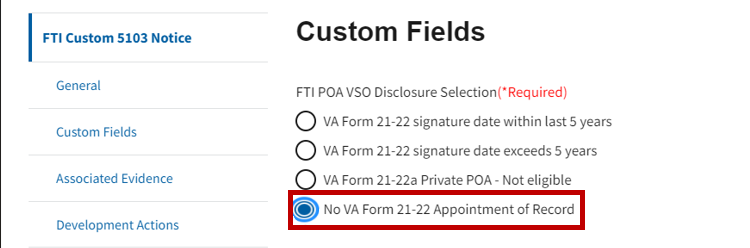 FTI Custom 5103 Notice
General
Custom Fields
Associated Evidence
Development Actions
Custom Fields
FTI POA VSO Disclosure Selection(*Required)
VA Form 21-22 signature date within last 5 years
VA Form 21-22 signature date exceeds 5 years
VA Form 21-22a Private POA - Not eligible
No VA Form 21-22 Appointment of Record